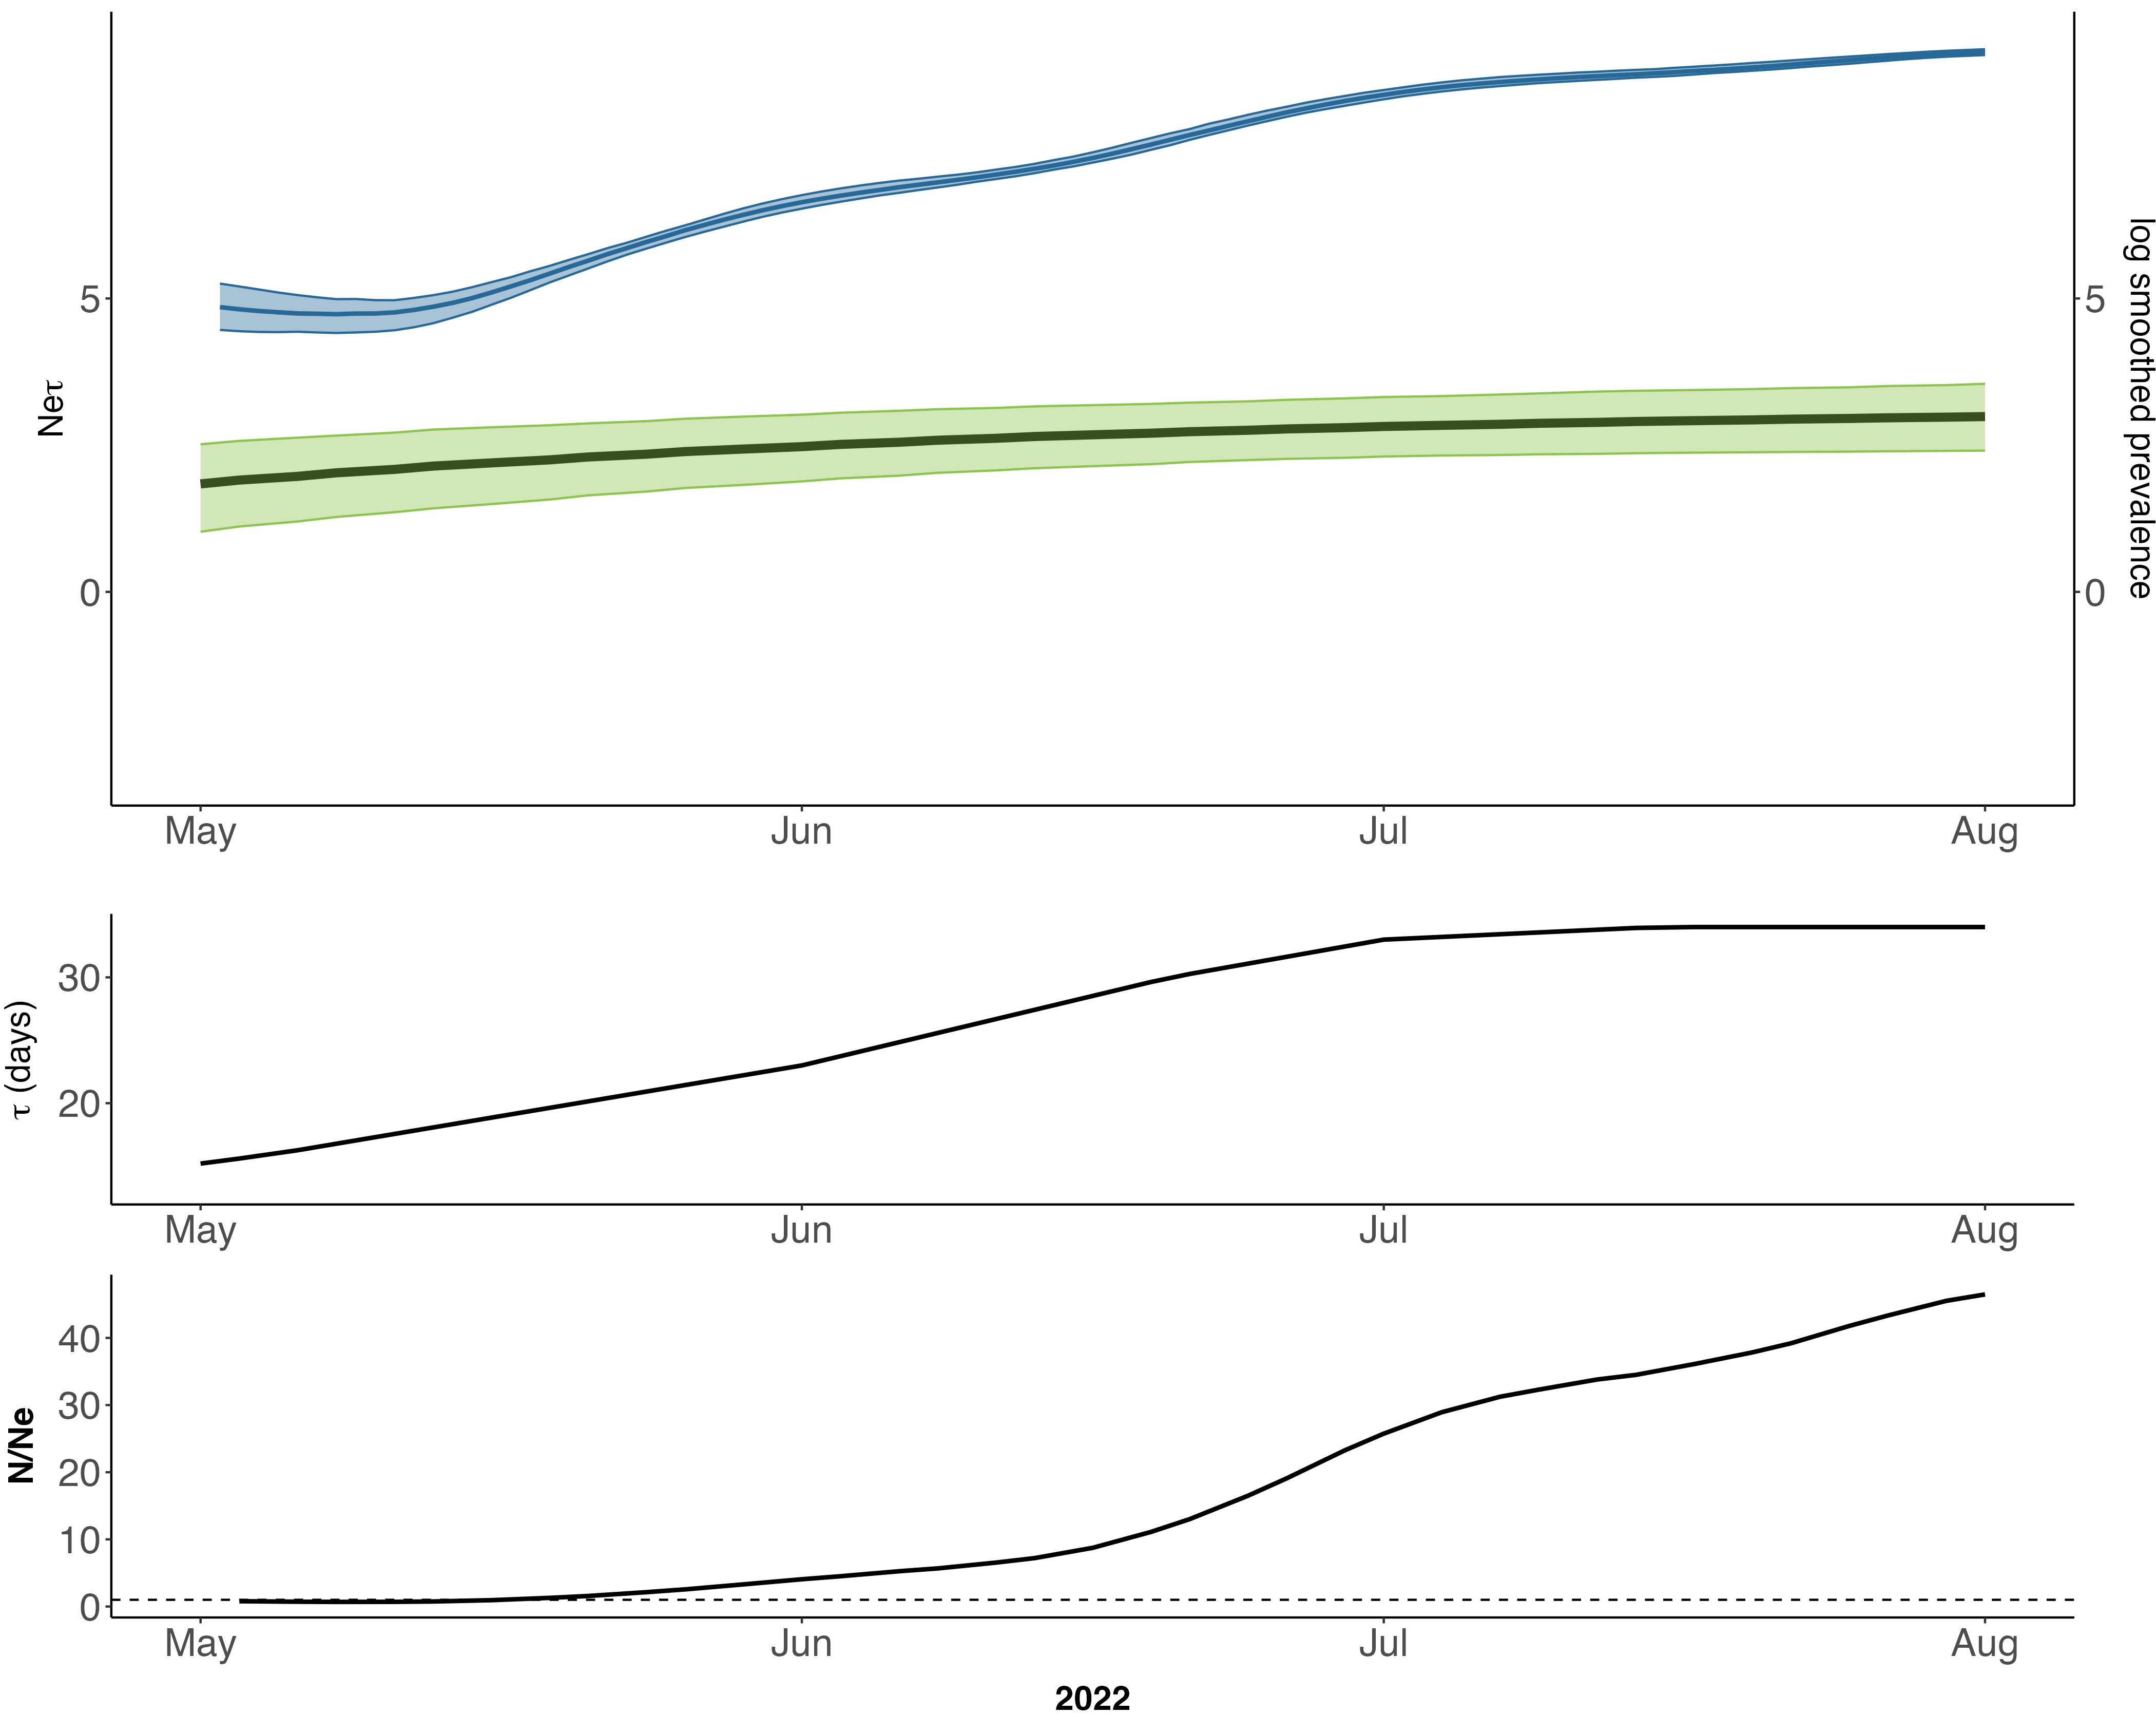 Neτ
5
0
5
0
log smoothed prevalence
May Jun Jul Aug
τ (days)
30
20
May Jun Jul Aug
N/Ne
40
30
20
10
0
May Jun Jul Aug
2022